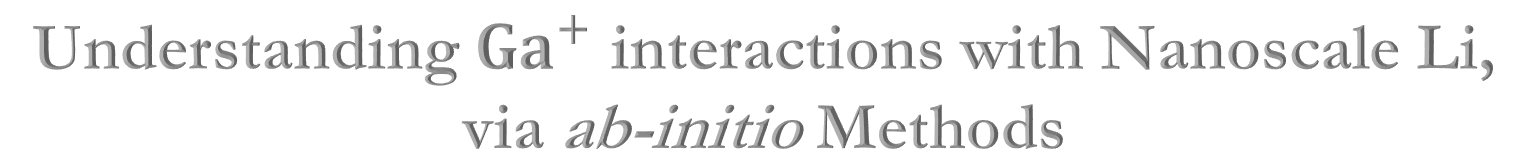 Understanding Ga⁺ interactions with Nanoscale Li,
via ab-initio Methods